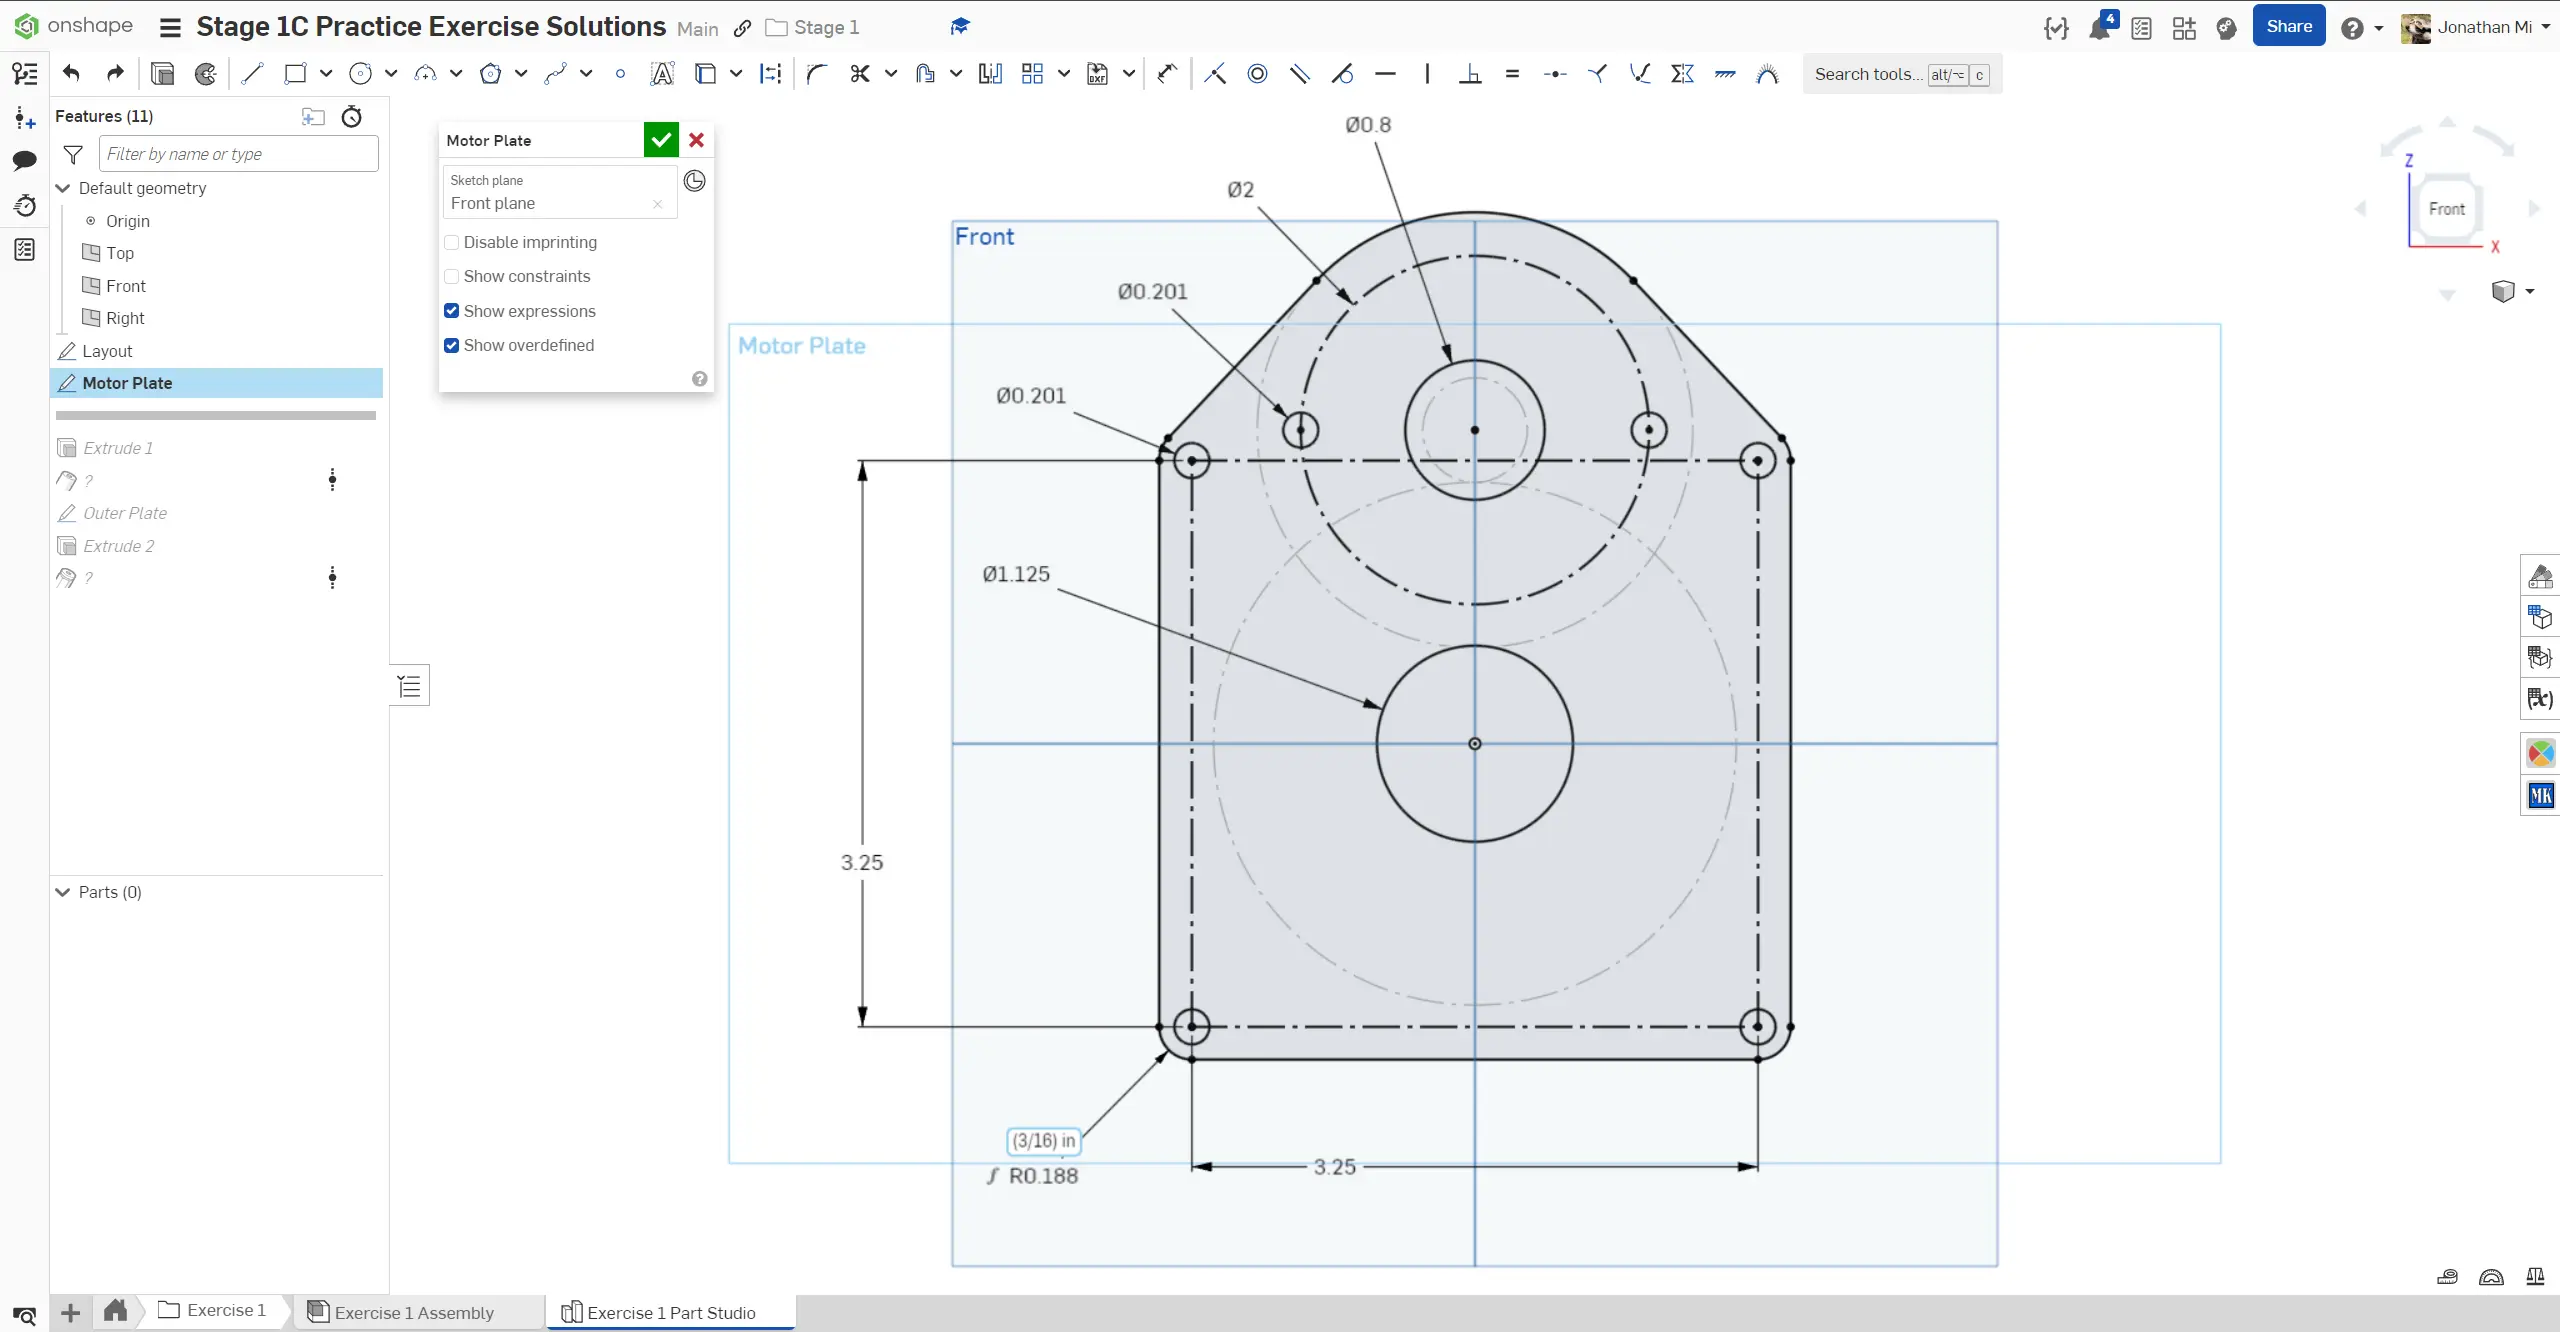 onshape
Stage 1C Practice Exercise Solutions Main Stage 1
4
Share
Jonathan Mi
DXF
Search tools... alt/⌥ c
Features (11)
Filter by name or type
Default geometry
Origin
Top
Front
Right
Layout
Motor Plate
Extrude 1
?
Outer Plate
Extrude 2
?
Parts (0)
Motor Plate
Sketch plane
Front plane
Disable imprinting
Show constraints
Show expressions
Show overdefined
?
Ø0.8
Ø2
Front
Ø0.201
Motor Plate
Ø0.201
Ø1.125
3.25
(3/16) in
ƒ R0.188
3.25
Z
Front
X
MK
Exercise 1
Exercise 1 Assembly
Exercise 1 Part Studio